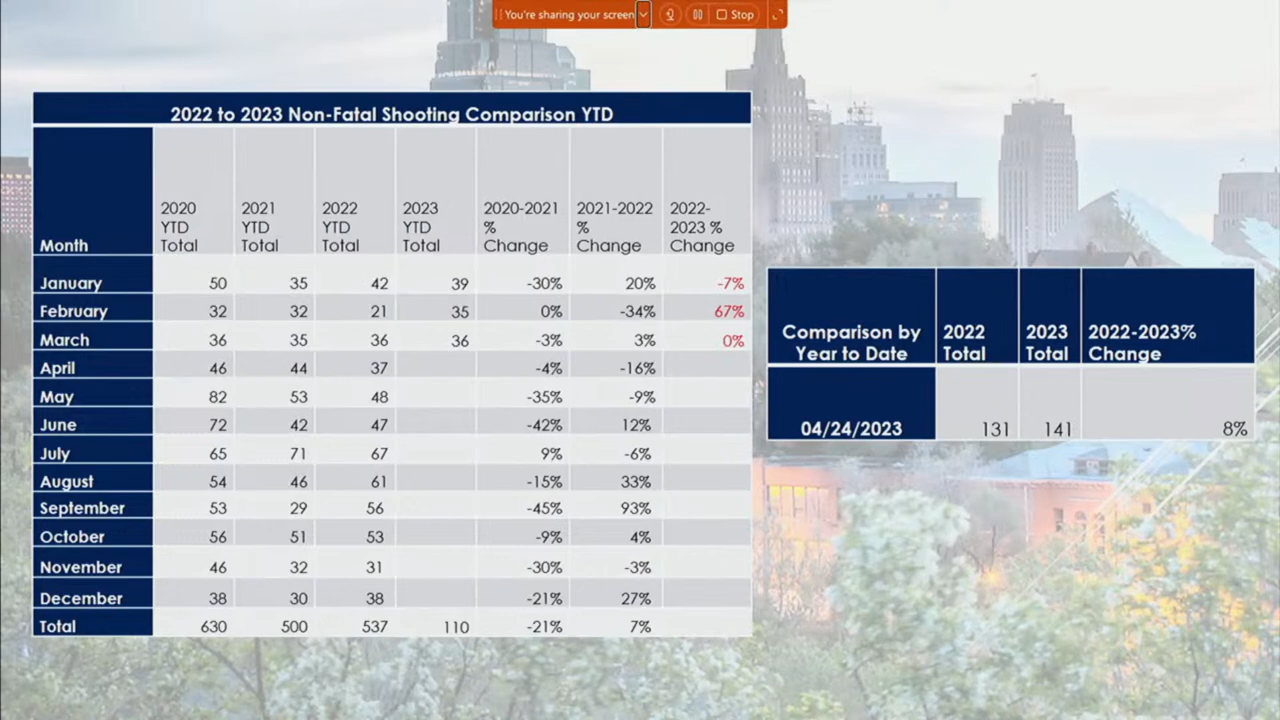 You're sharing your screen Stop
2022 to 2023 Non-Fatal Shooting Comparison YTD
Month 2020 YTD Total 2021 YTD Total 2022 YTD Total 2023 YTD Total 2020-2021 % Change 2021-2022 % Change 2022-2023 % Change
January 50 35 42 39 -30% 20% -7%
February 32 32 21 35 0% -34% 67%
March 36 35 36 36 -3% 3% 0%
April 46 44 37 -4% -16%
May 82 53 48 -35% -9%
June 72 42 47 -42% 12%
July 65 71 67 9% -6%
August 54 46 61 -15% 33%
September 53 29 56 -45% 93%
October 56 51 53 -9% 4%
November 46 32 31 -30% -3%
December 38 30 38 -21% 27%
Total 630 500 537 110 -21% 7%
Comparison by Year to Date 2022 Total 2023 Total 2022-2023% Change
04/24/2023 131 141 8%